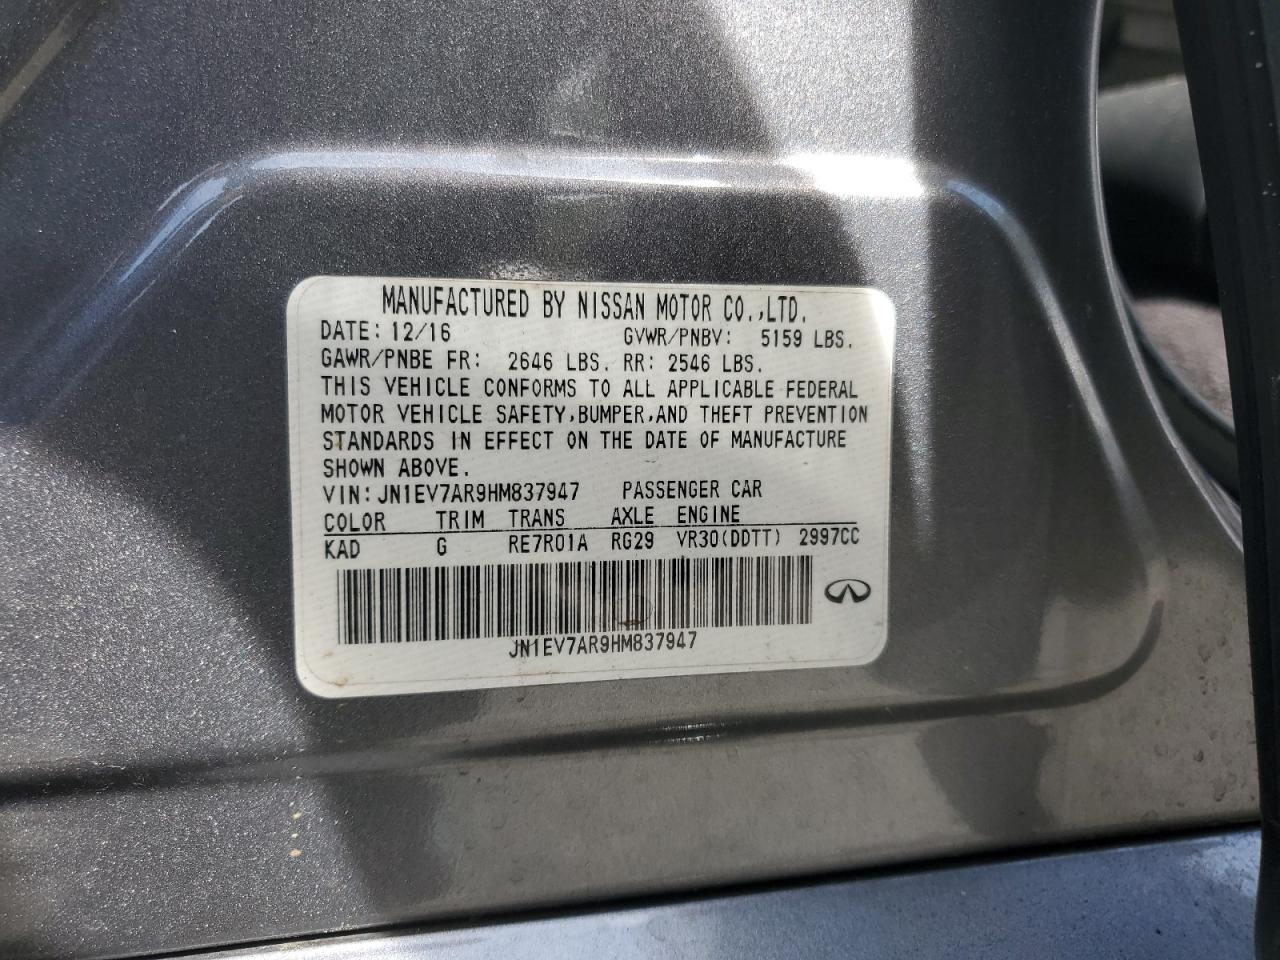 MANUFACTURED BY NISSAN MOTOR CO.,LTD.
DATE: 12/16 GVWR/PNBV: 5159 LBS.
GAWR/PNBE FR: 2646 LBS. RR: 2546 LBS.
THIS VEHICLE CONFORMS TO ALL APPLICABLE FEDERAL
MOTOR VEHICLE SAFETY,BUMPER,AND THEFT PREVENTION
STANDARDS IN EFFECT ON THE DATE OF MANUFACTURE
SHOWN ABOVE.
VIN: JN1EV7AR9HM837947 PASSENGER CAR
COLOR TRIM TRANS AXLE ENGINE
KAD G RE7R01A RG29 VR30(DDTT) 2997CC
JN1EV7AR9HM837947